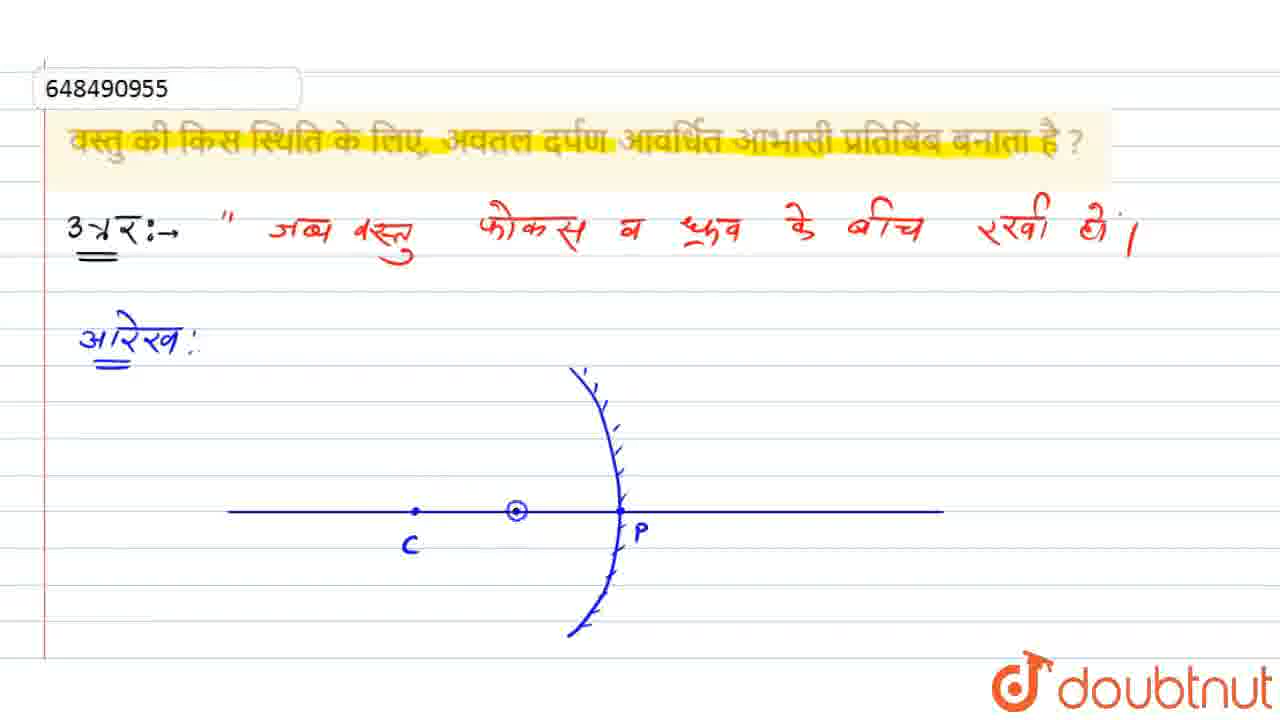 648490955
वस्तु की किस स्थिति के लिए, अवतल दर्पण आवर्धित आभासी प्रतिबिंब बनाता है ?
उत्तर:→ " जब वस्तु फोकस व ध्रुव के बीच रखी हो।
आरेख:
C
P
doubtnut